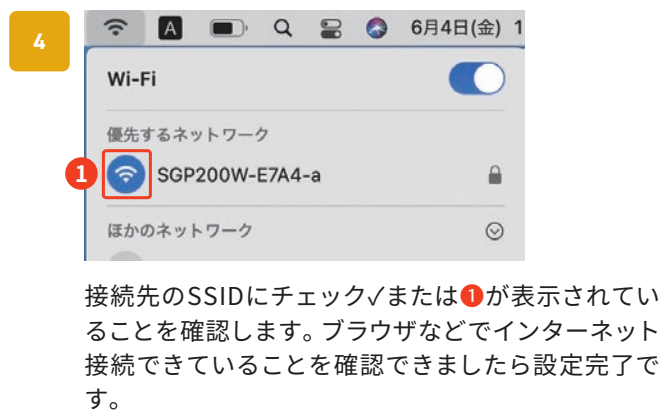 4
A 6月4日(金) 1
Wi-Fi
優先するネットワーク
1 SGP200W-E7A4-a
ほかのネットワーク
接続先のSSIDにチェック✓または❶が表示されてい
ることを確認します。ブラウザなどでインターネット
接続できていることを確認できましたら設定完了で
す。